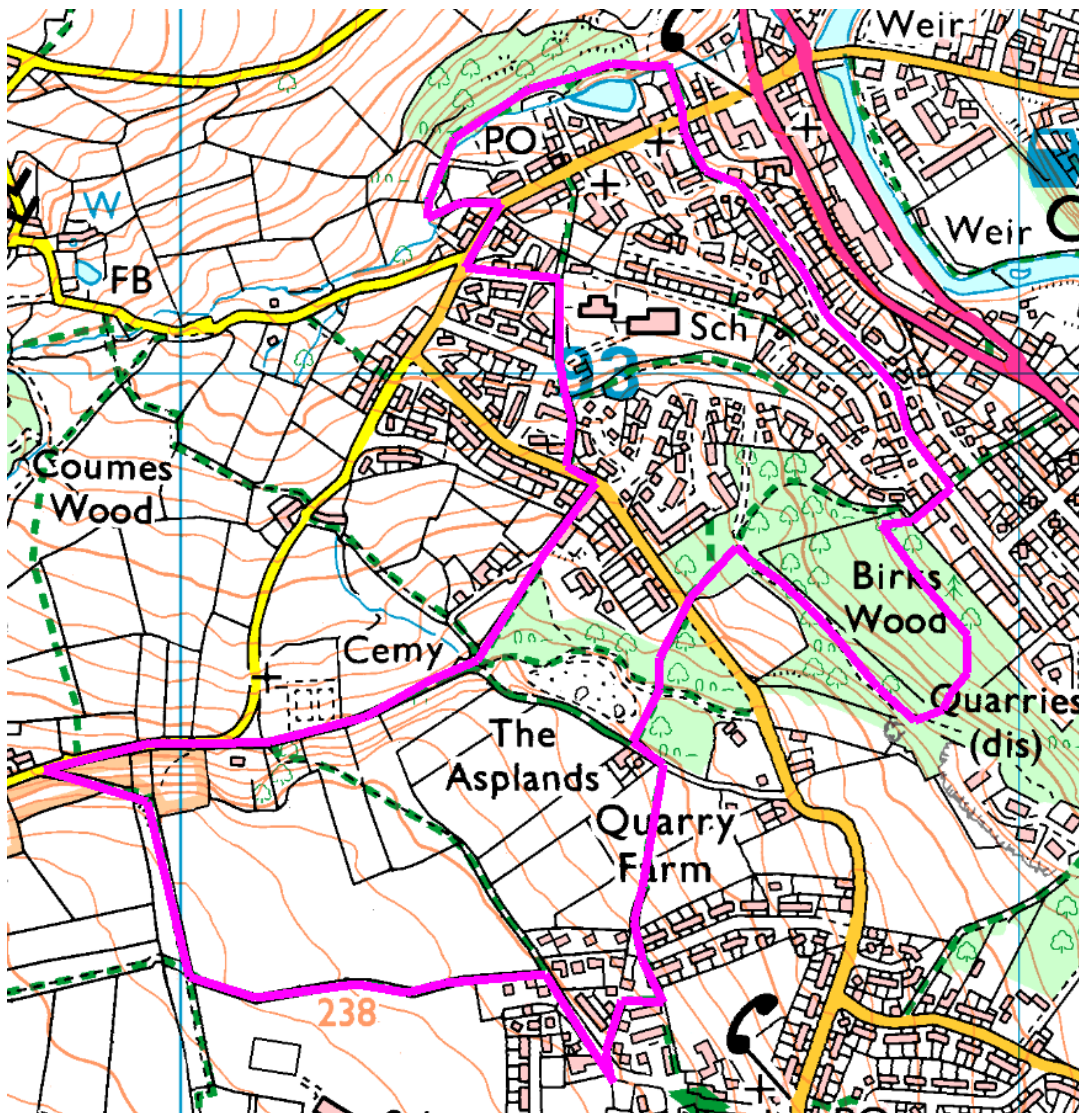 Weir
PO
W
Weir
FB
Sch
93
Coumes
Wood
Birks
Wood
Cemy
Quarries
(dis)
The
Asplands
Quarry
Farm
238